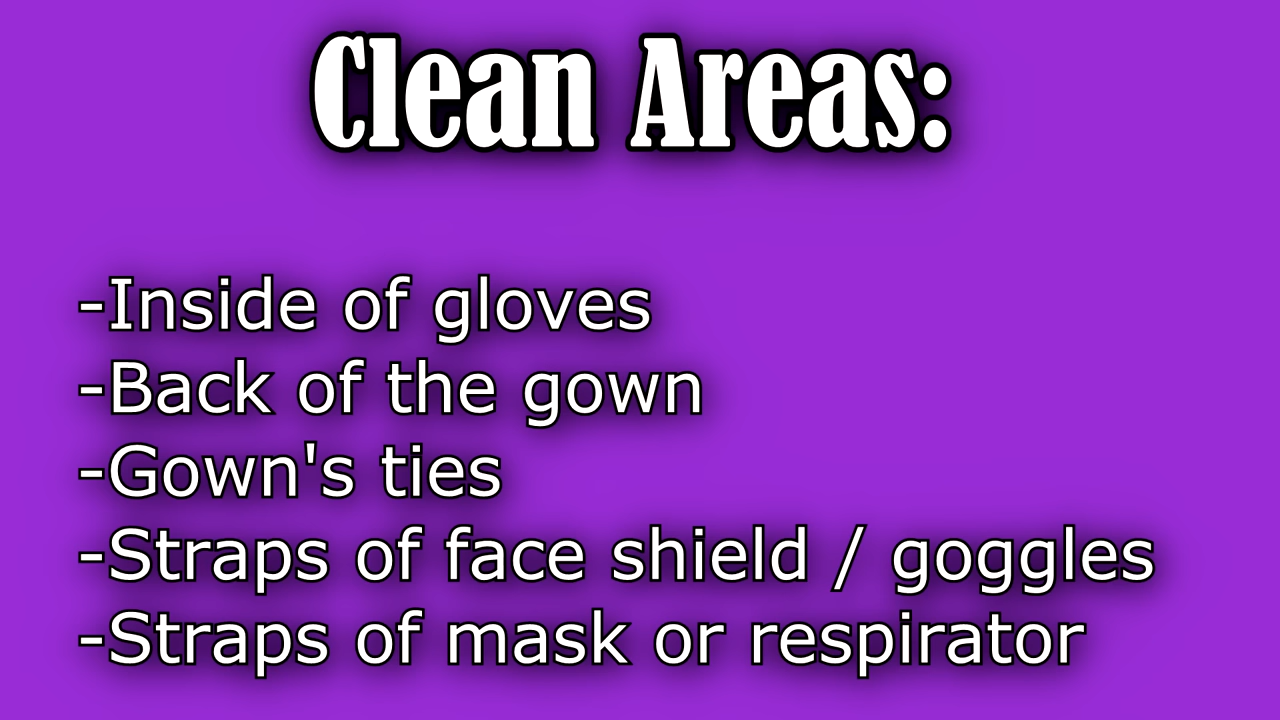 Clean Areas:
-Inside of gloves
-Back of the gown
-Gown's ties
-Straps of face shield / goggles
-Straps of mask or respirator